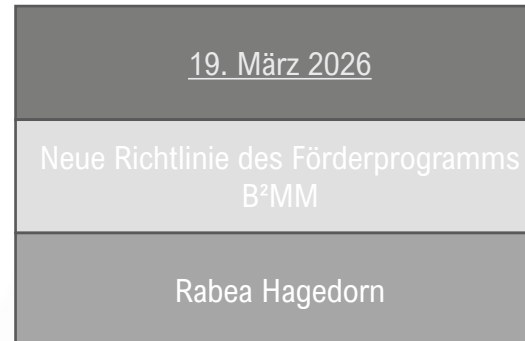 19. März 2026
Neue Richtlinie des Förderprogramms
B²MM
Rabea Hagedorn